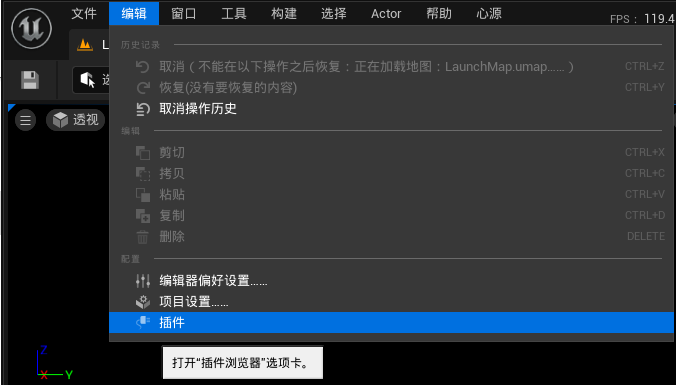 文件 编辑 窗口 工具 构建 选择 Actor 帮助 心源
FPS： 119.4
L
历史记录
取消（不能在以下操作之后恢复：正在加载地图：LaunchMap.umap……） CTRL+Z
恢复(没有要恢复的内容) CTRL+Y
取消操作历史
透视
编辑
剪切 CTRL+X
拷贝 CTRL+C
粘贴 CTRL+V
复制 CTRL+D
删除 DELETE
配置
编辑器偏好设置……
项目设置……
插件
Z
打开“插件浏览器”选项卡。
X Y